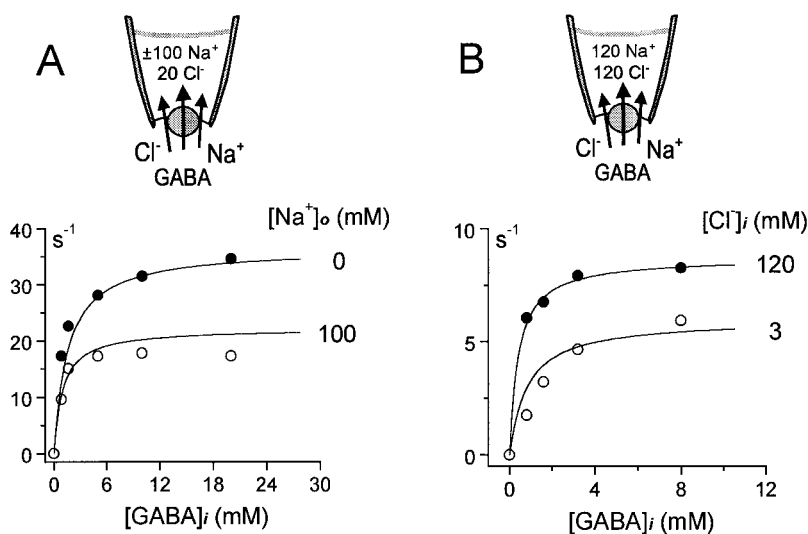 A
±100 Na⁺
20 Cl⁻
Cl⁻
Na⁺
GABA
[Na⁺]o (mM)
s⁻¹
40
30
20
10
0
0
100
0 6 12 18 24 30
[GABA]i (mM)
B
120 Na⁺
120 Cl⁻
Cl⁻
Na⁺
GABA
[Cl⁻]i (mM)
s⁻¹
10
5
0
120
3
0 4 8 12
[GABA]i (mM)